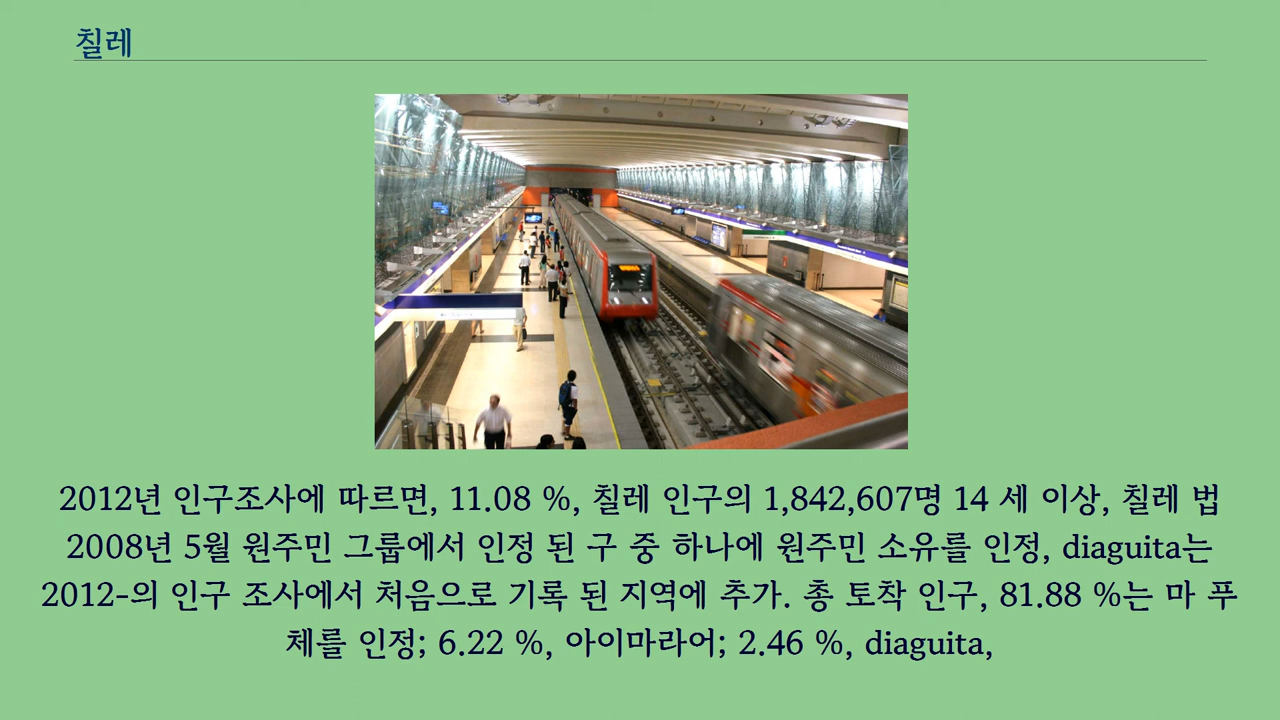 칠레
2012년 인구조사에 따르면, 11.08 %, 칠레 인구의 1,842,607명 14 세 이상, 칠레 법
2008년 5월 원주민 그룹에서 인정 된 구 중 하나에 원주민 소유를 인정, diaguita는
2012-의 인구 조사에서 처음으로 기록 된 지역에 추가. 총 토착 인구, 81.88 %는 마 푸
체를 인정; 6.22 %, 아이마라어; 2.46 %, diaguita,